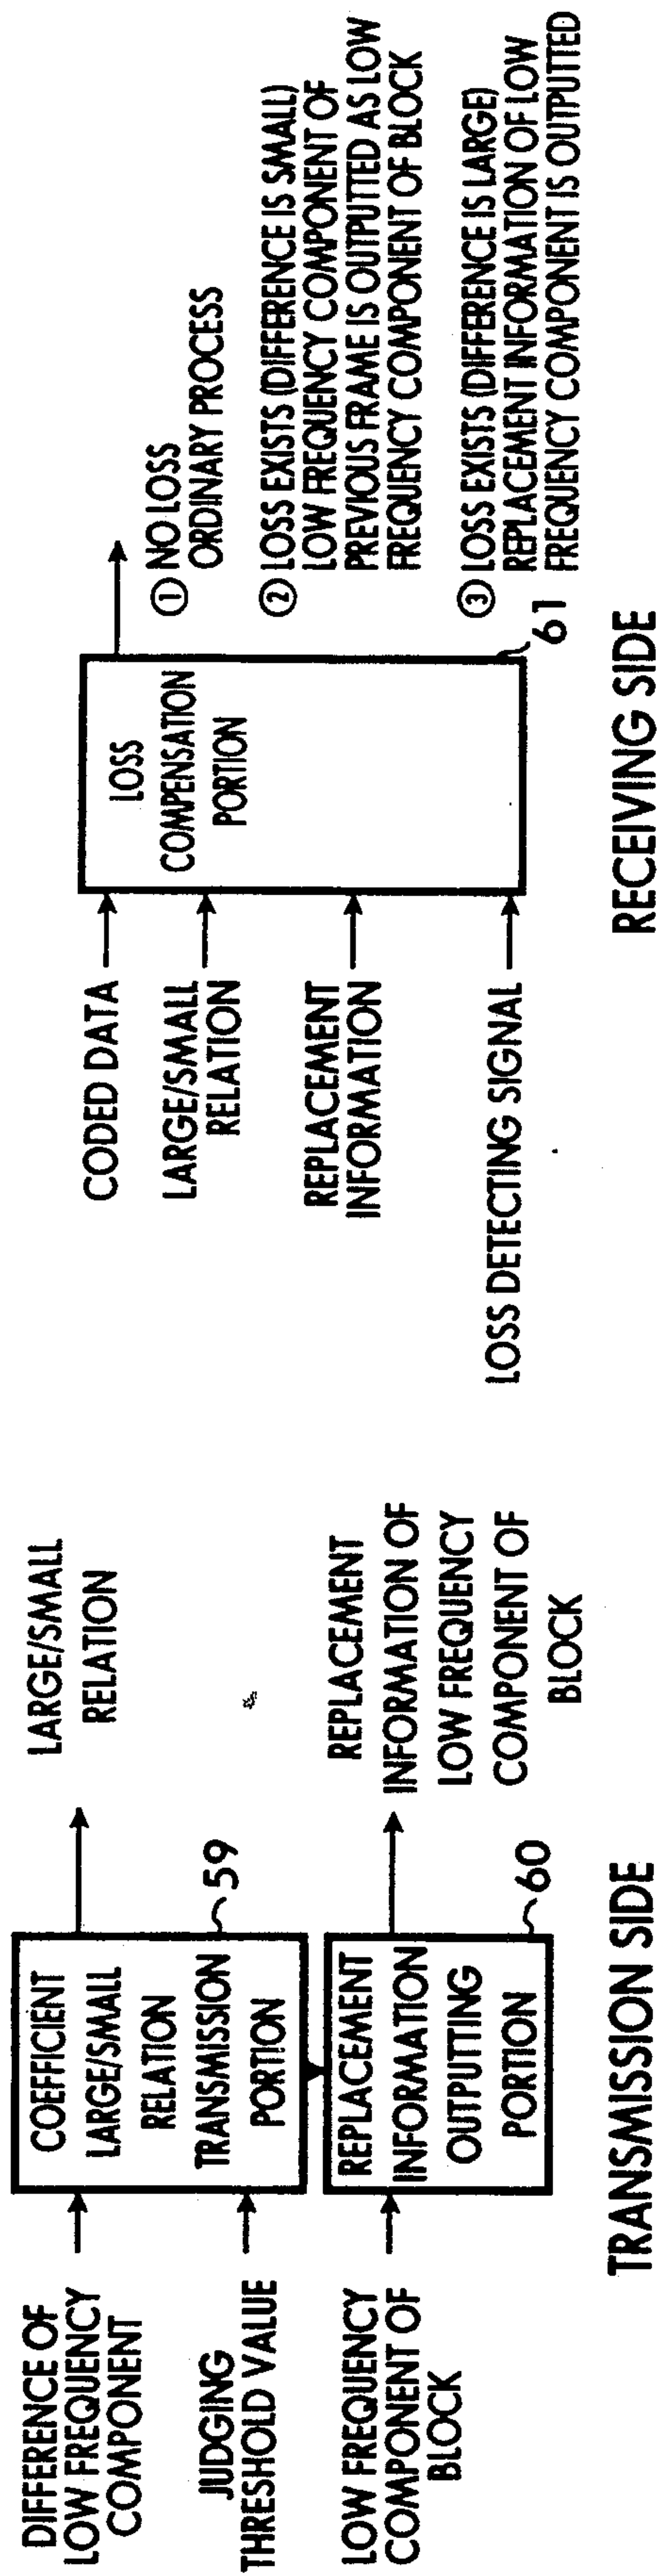 DIFFERENCE OF
LOW FREQUENCY
COMPONENT
JUDGING
THRESHOLD VALUE
LOW FREQUENCY
COMPONENT OF
BLOCK
COEFFICIENT
LARGE/SMALL
RELATION
TRANSMISSION
PORTION
59
REPLACEMENT
INFORMATION
OUTPUTTING
PORTION
60
LARGE/SMALL
RELATION
REPLACEMENT
INFORMATION OF
LOW FREQUENCY
COMPONENT OF
BLOCK
TRANSMISSION SIDE
CODED DATA
LARGE/SMALL
RELATION
REPLACEMENT
INFORMATION
LOSS DETECTING SIGNAL
LOSS
COMPENSATION
PORTION
61
① NO LOSS
ORDINARY PROCESS
② LOSS EXISTS (DIFFERENCE IS SMALL)
LOW FREQUENCY COMPONENT OF
PREVIOUS FRAME IS OUTPUTTED AS LOW
FREQUENCY COMPONENT OF BLOCK
③ LOSS EXISTS (DIFFERENCE IS LARGE)
REPLACEMENT INFORMATION OF LOW
FREQUENCY COMPONENT IS OUTPUTTED
RECEIVING SIDE